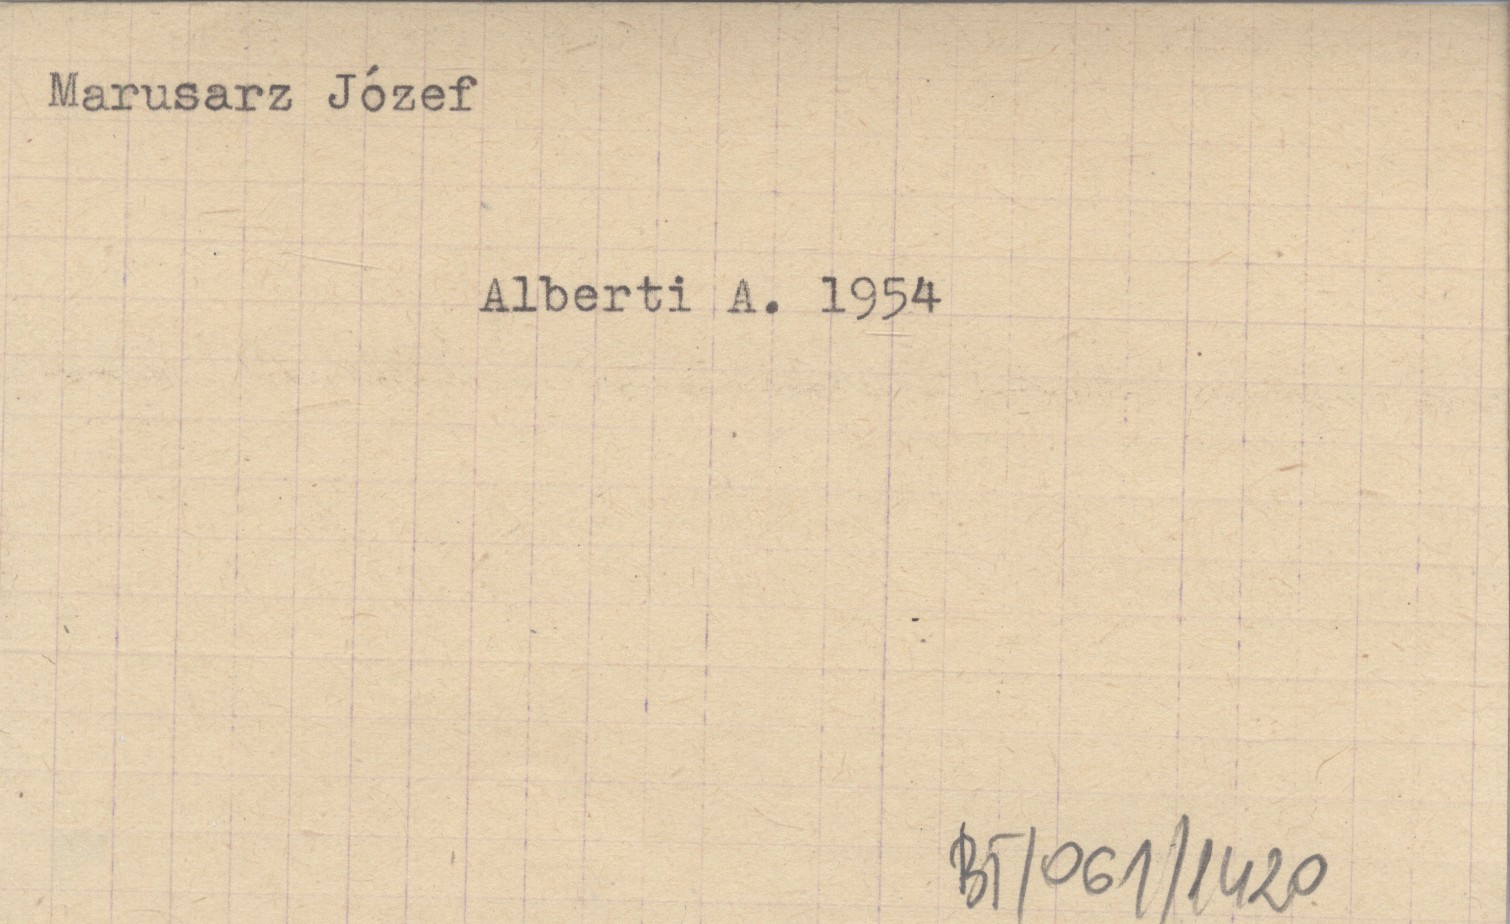 Marusarz Józef
Alberti A. 1954
BT/061/1420